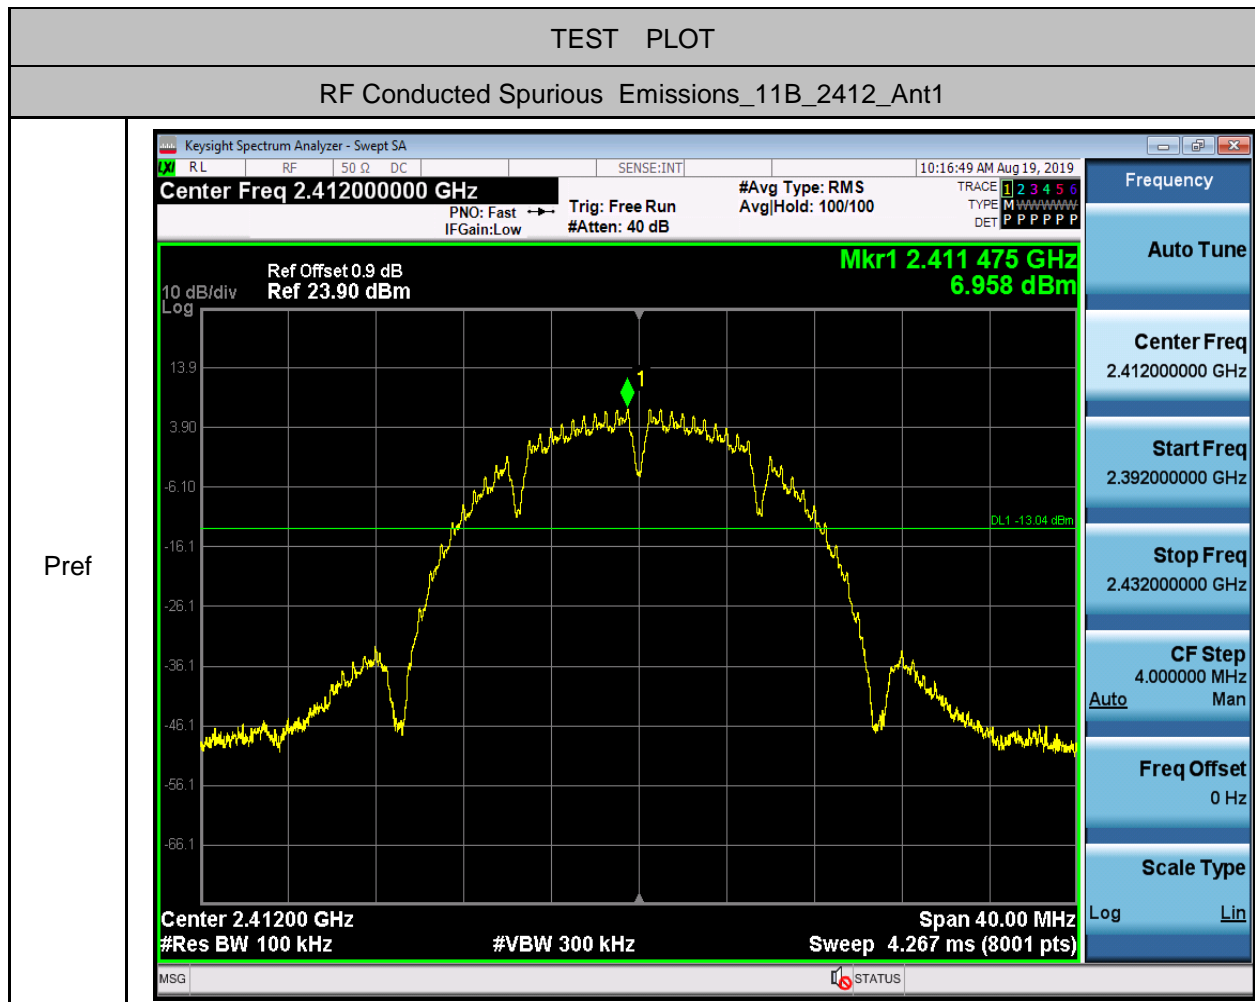 TEST PLOT
RF Conducted Spurious Emissions_11B_2412_Ant1
Pref
Keysight Spectrum Analyzer - Swept SA
LXI RL RF 50 Ω DC SENSE:INT 10:16:49 AM Aug 19, 2019
Center Freq 2.412000000 GHz
PNO: Fast
IFGain:Low
Trig: Free Run
#Atten: 40 dB
#Avg Type: RMS
Avg|Hold: 100/100
TRACE 1 2 3 4 5 6
TYPE M WWWWW
DET P P P P P P
Ref Offset 0.9 dB
10 dB/div Ref 23.90 dBm
Log
Mkr1 2.411 475 GHz
6.958 dBm
13.9
3.90
-6.10
-16.1
-26.1
-36.1
-46.1
-56.1
-66.1
1
DL1 -13.04 dBm
Center 2.41200 GHz Span 40.00 MHz
#Res BW 100 kHz #VBW 300 kHz Sweep 4.267 ms (8001 pts)
MSG STATUS
Frequency
Auto Tune
Center Freq
2.412000000 GHz
Start Freq
2.392000000 GHz
Stop Freq
2.432000000 GHz
CF Step
4.000000 MHz
Auto Man
Freq Offset
0 Hz
Scale Type
Log Lin